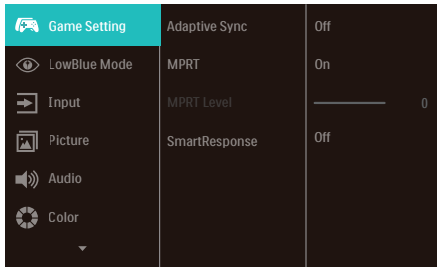 Game Setting Adaptive Sync Off
LowBlue Mode MPRT On
Input MPRT Level 0
Picture SmartResponse Off
Audio
Color